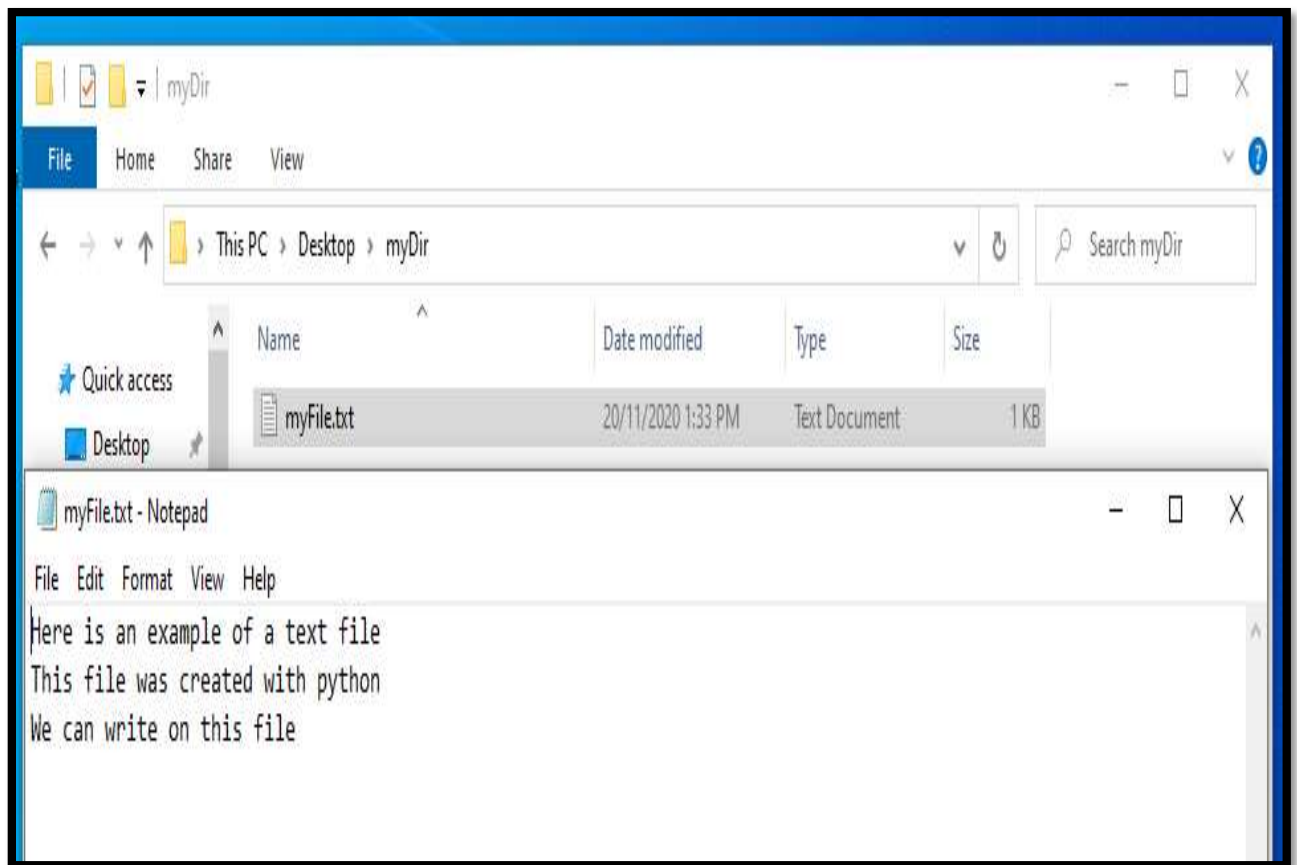 myDir
File Home Share View
This PC > Desktop > myDir
Search myDir
Name Date modified Type Size
Quick access
myFile.txt 20/11/2020 1:33 PM Text Document 1 KB
Desktop
myFile.txt - Notepad
File Edit Format View Help
Here is an example of a text file
This file was created with python
We can write on this file